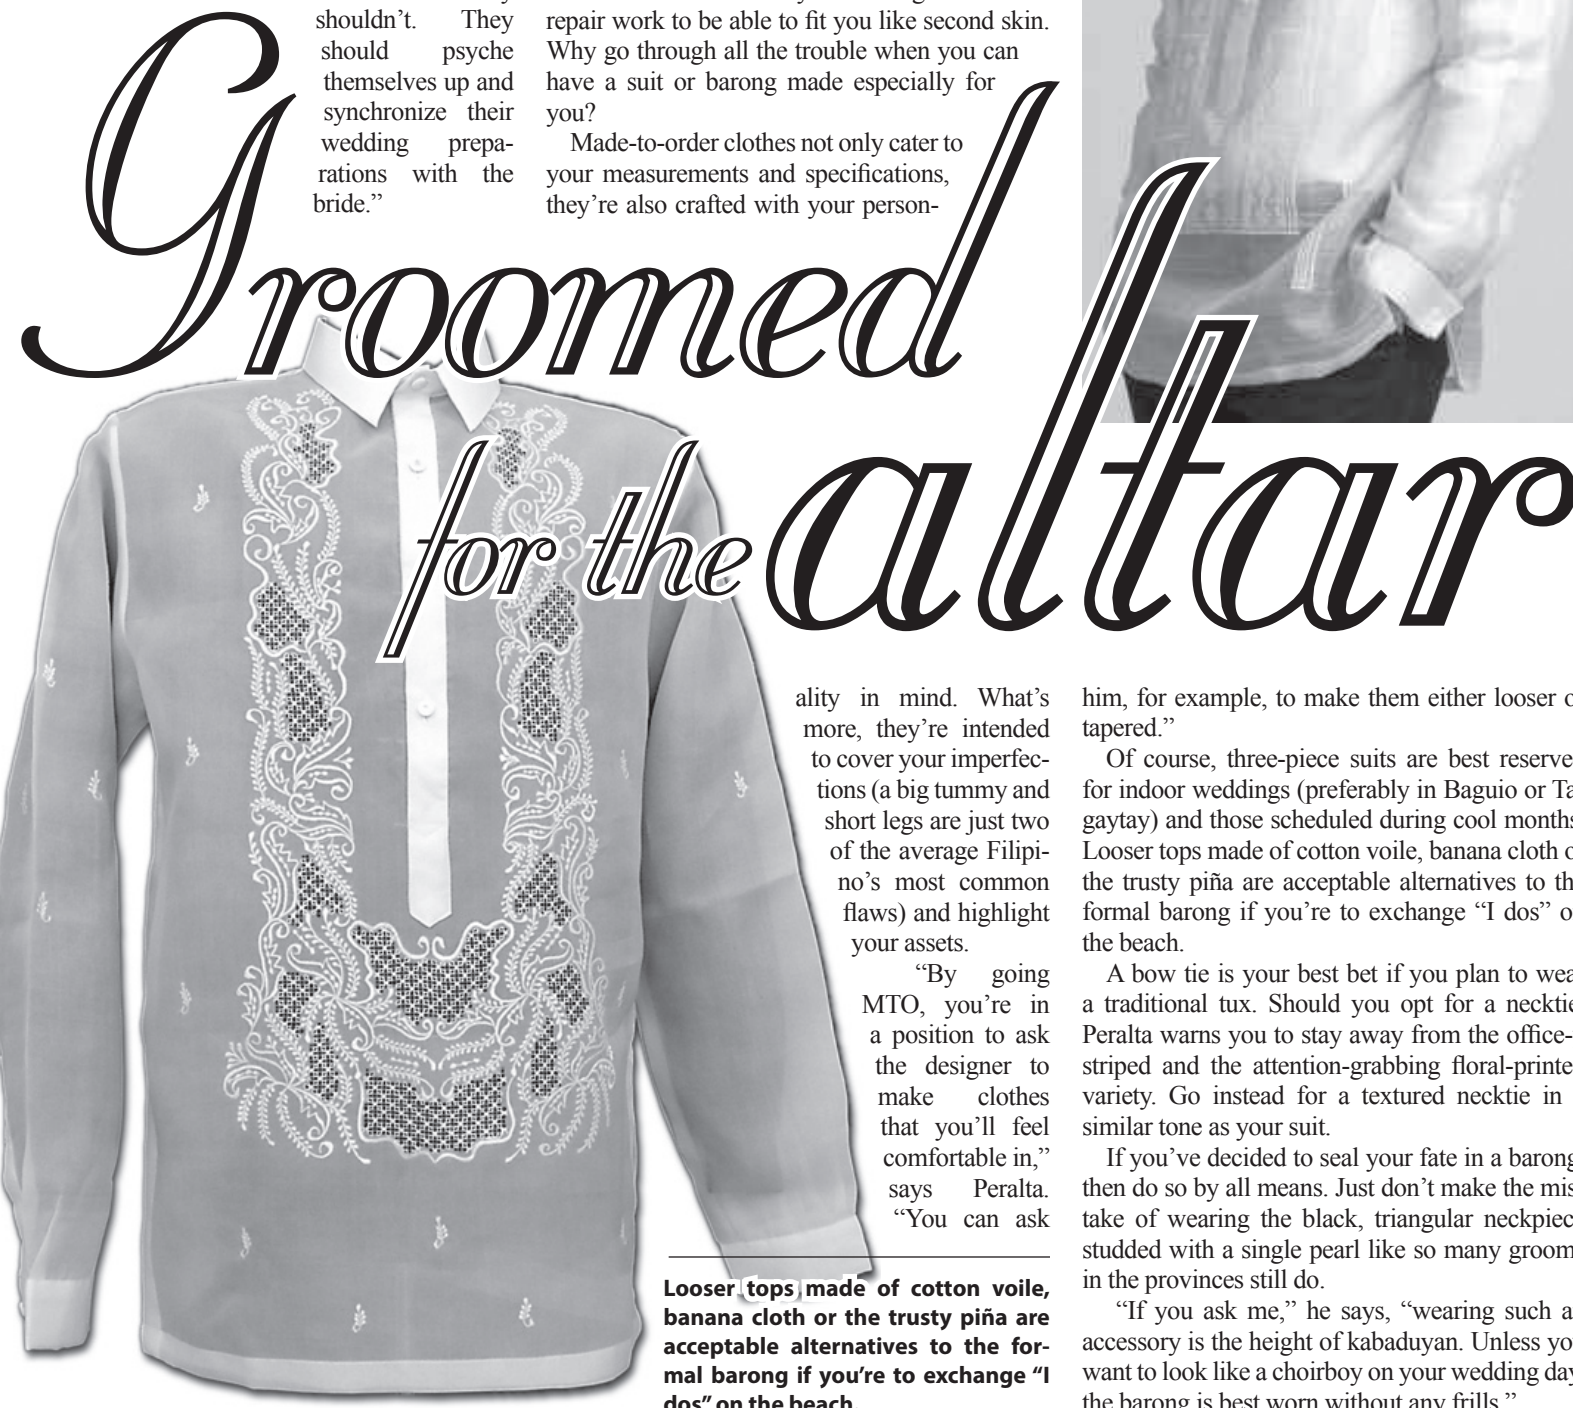 shouldn’t. They
should psyche
themselves up and
synchronize their
wedding prepa-
rations with the
bride.”
repair work to be able to fit you like second skin.
Why go through all the trouble when you can
have a suit or barong made especially for
you?
Made-to-order clothes not only cater to
your measurements and specifications,
they’re also crafted with your person-
Groomed
for the altar
ality in mind. What’s
more, they’re intended
to cover your imperfec-
tions (a big tummy and
short legs are just two
of the average Filipi-
no’s most common
flaws) and highlight
your assets.
“By going
MTO, you’re in
a position to ask
the designer to
make clothes
that you’ll feel
comfortable in,”
says Peralta.
“You can ask
Looser tops made of cotton voile,
banana cloth or the trusty piña are
acceptable alternatives to the for-
mal barong if you’re to exchange “I
dos” on the beach.
him, for example, to make them either looser
tapered.”
Of course, three-piece suits are best
for indoor weddings (preferably in Baguio or
gaytay) and those scheduled during cool months
Looser tops made of cotton voile, banana cloth
the trusty piña are acceptable alternatives to
formal barong if you’re to exchange “I dos”
the beach.
A bow tie is your best bet if you plan to
a traditional tux. Should you opt for a necktie
Peralta warns you to stay away from the office-
striped and the attention-grabbing
variety. Go instead for a textured necktie in
similar tone as your suit.
If you’ve decided to seal your fate in a barong
then do so by all means. Just don’t make the mis
take of wearing the black, triangular
studded with a single pearl like so many
in the provinces still do.
“If you ask me,” he says, “wearing such
accessory is the height of kabaduyan. Unless
want to look like a choirboy on your wedding day
the barong is best worn without any frills.”